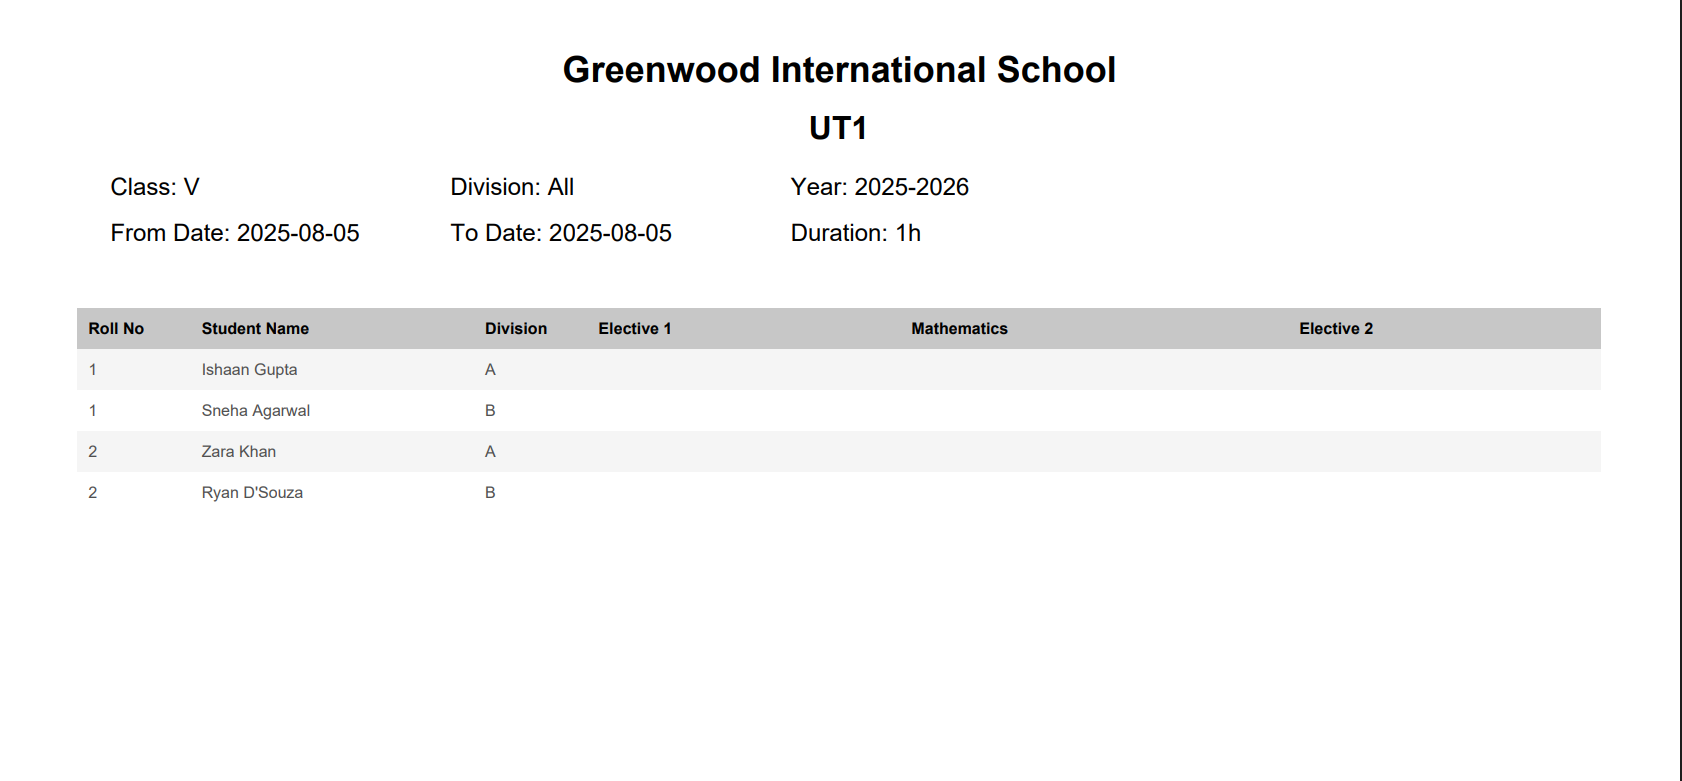 Greenwood International School
UT1
Class: V Division: All Year: 2025-2026
From Date: 2025-08-05 To Date: 2025-08-05 Duration: 1h
Roll No Student Name Division Elective 1 Mathematics Elective 2
1 Ishaan Gupta A
1 Sneha Agarwal B
2 Zara Khan A
2 Ryan D'Souza B